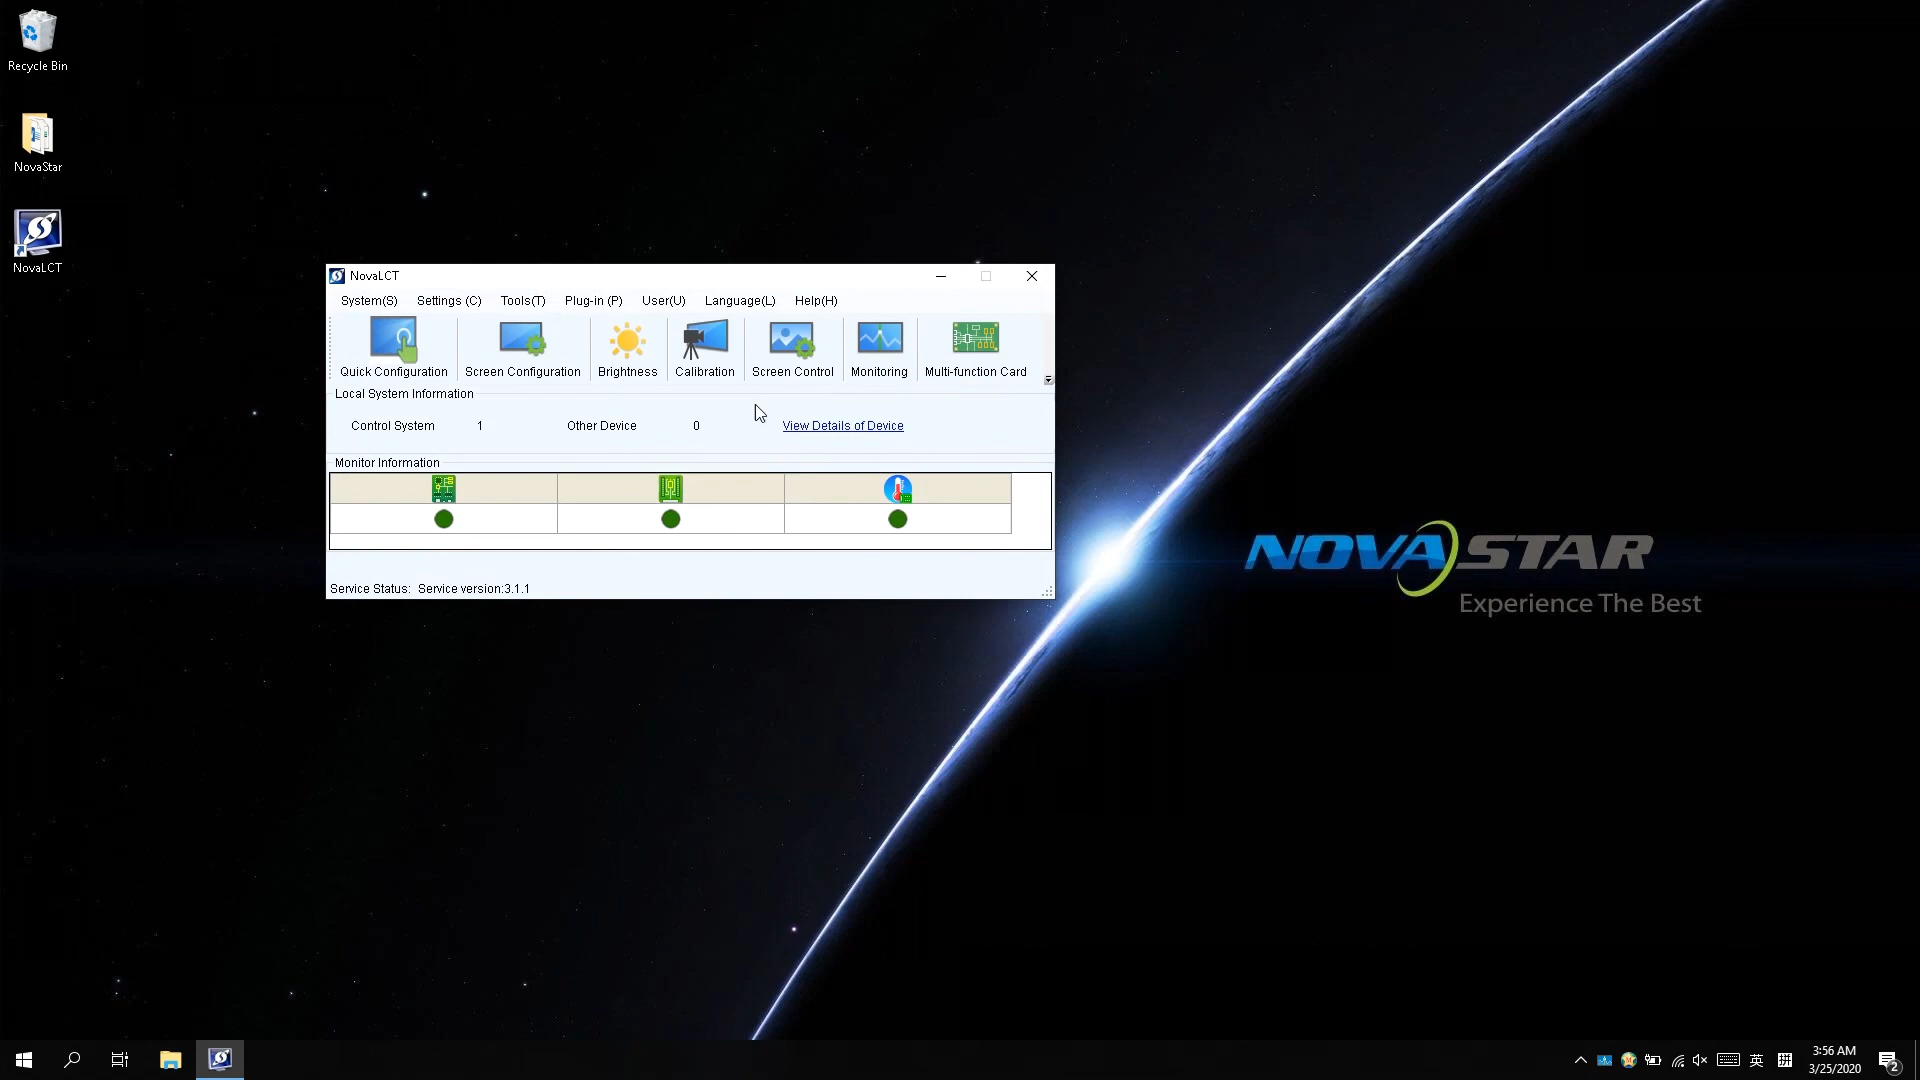 Recycle Bin
NovaStar
NovaLCT
NovaLCT
System(S) Settings (C) Tools(T) Plug-in (P) User(U) Language(L) Help(H)
Quick Configuration Screen Configuration Brightness Calibration Screen Control Monitoring Multi-function Card
Local System Information
Control System 1 Other Device 0 View Details of Device
Monitor Information
Service Status: Service version:3.1.1
NOVASTAR
Experience The Best
英 拼 3:56 AM
3/25/2020 2